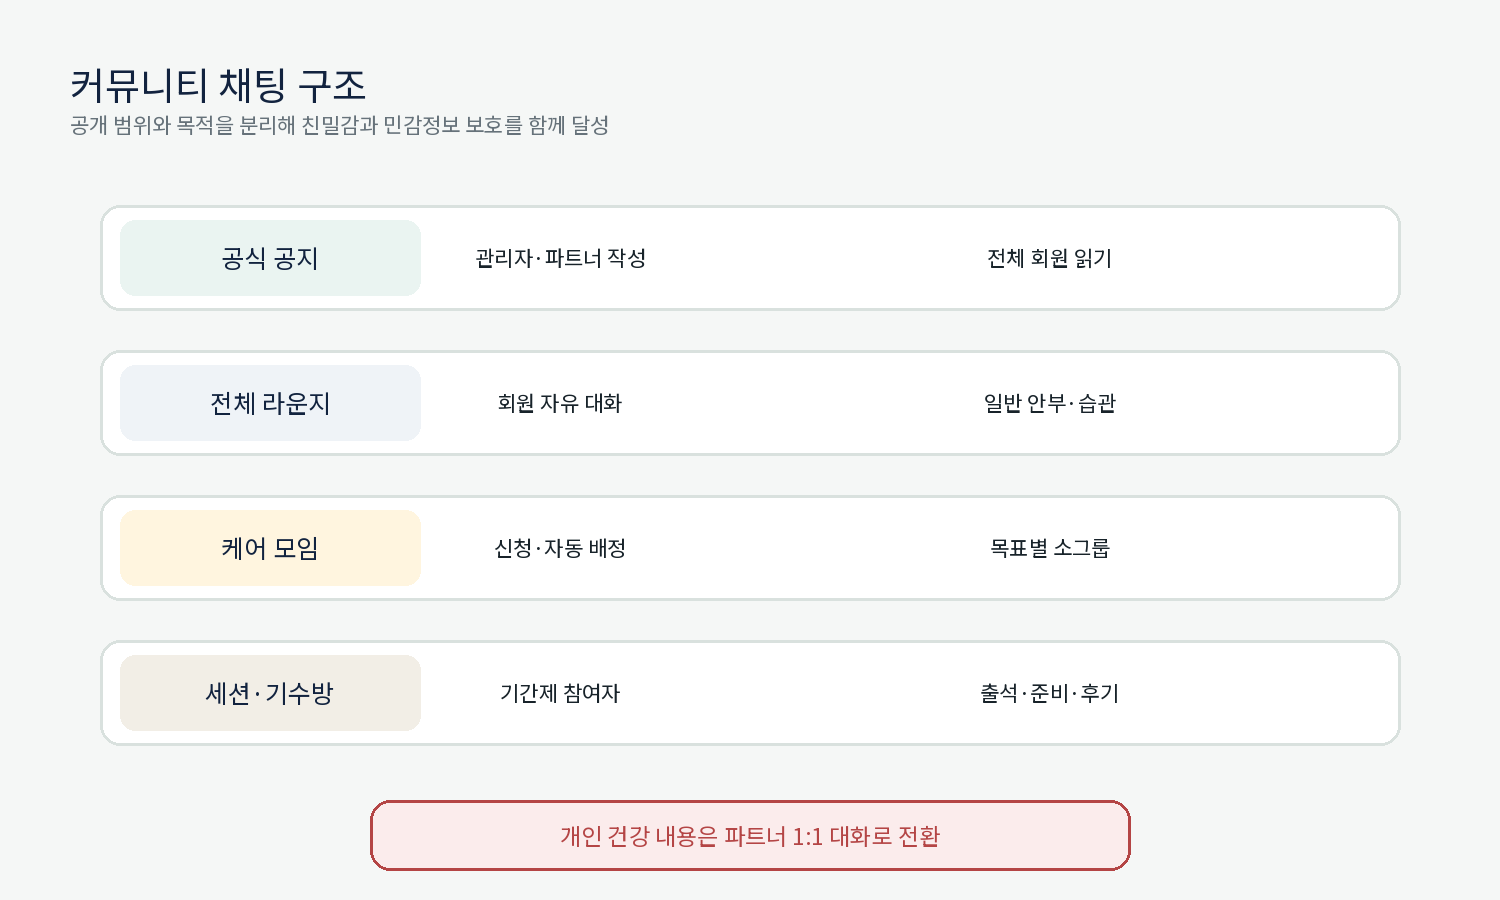 커뮤니티 채팅 구조
공개 범위와 목적을 분리해 친밀감과 민감정보 보호를 함께 달성
공식 공지 관리자·파트너 작성 전체 회원 읽기
전체 라운지 회원 자유 대화 일반 안부·습관
케어 모임 신청·자동 배정 목표별 소그룹
세션·기수방 기간제 참여자 출석·준비·후기
개인 건강 내용은 파트너 1:1 대화로 전환